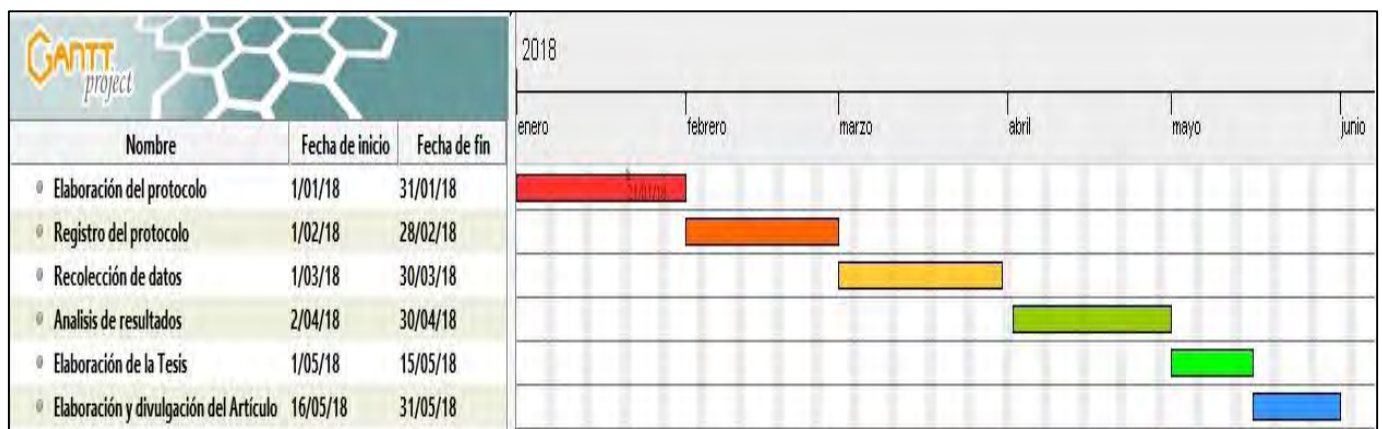 GANTT
project
2018
enero febrero marzo abril mayo junio
Nombre Fecha de inicio Fecha de fin
Elaboración del protocolo 1/01/18 31/01/18
Registro del protocolo 1/02/18 28/02/18
Recolección de datos 1/03/18 30/03/18
Analisis de resultados 2/04/18 30/04/18
Elaboración de la Tesis 1/05/18 15/05/18
Elaboración y divulgación del Artículo 16/05/18 31/05/18